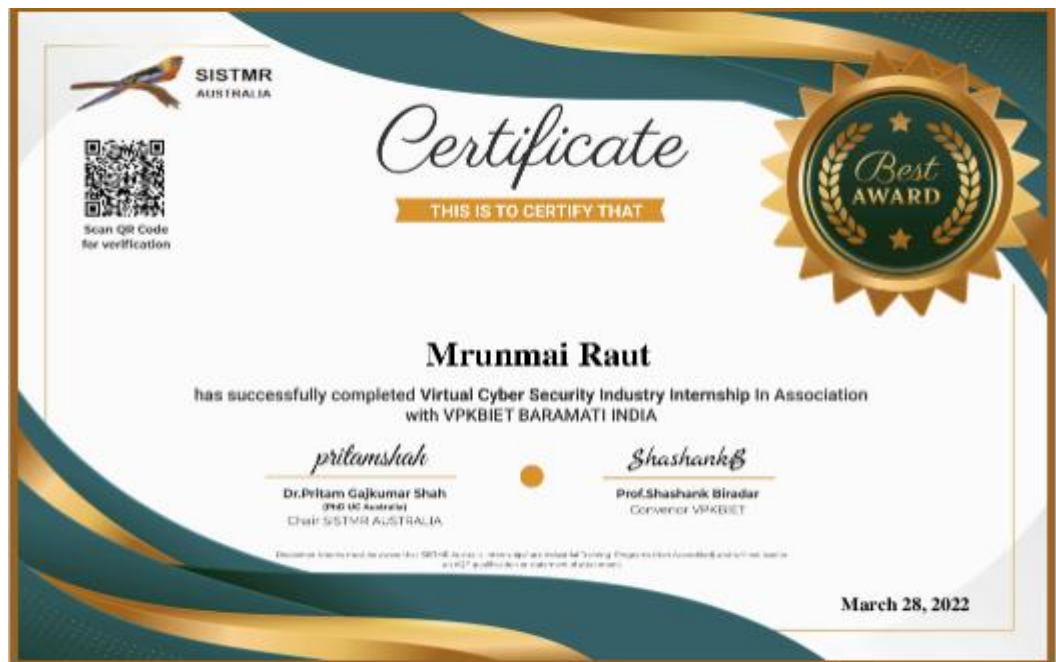 SISTMR
AUSTRALIA
Scan QR Code
for verification
Certificate
THIS IS TO CERTIFY THAT
Best
AWARD
Mrunmai Raut
has successfully completed Virtual Cyber Security Industry Internship In Association
with VPKBIET BARAMATI INDIA
pritamshah
ShashankB
Dr.Pritam Gajkumar Shah
(PhD UC Australia)
Chair SISTMR AUSTRALIA
Prof.Shashank Biradar
Convenor VPKBIET
March 28, 2022